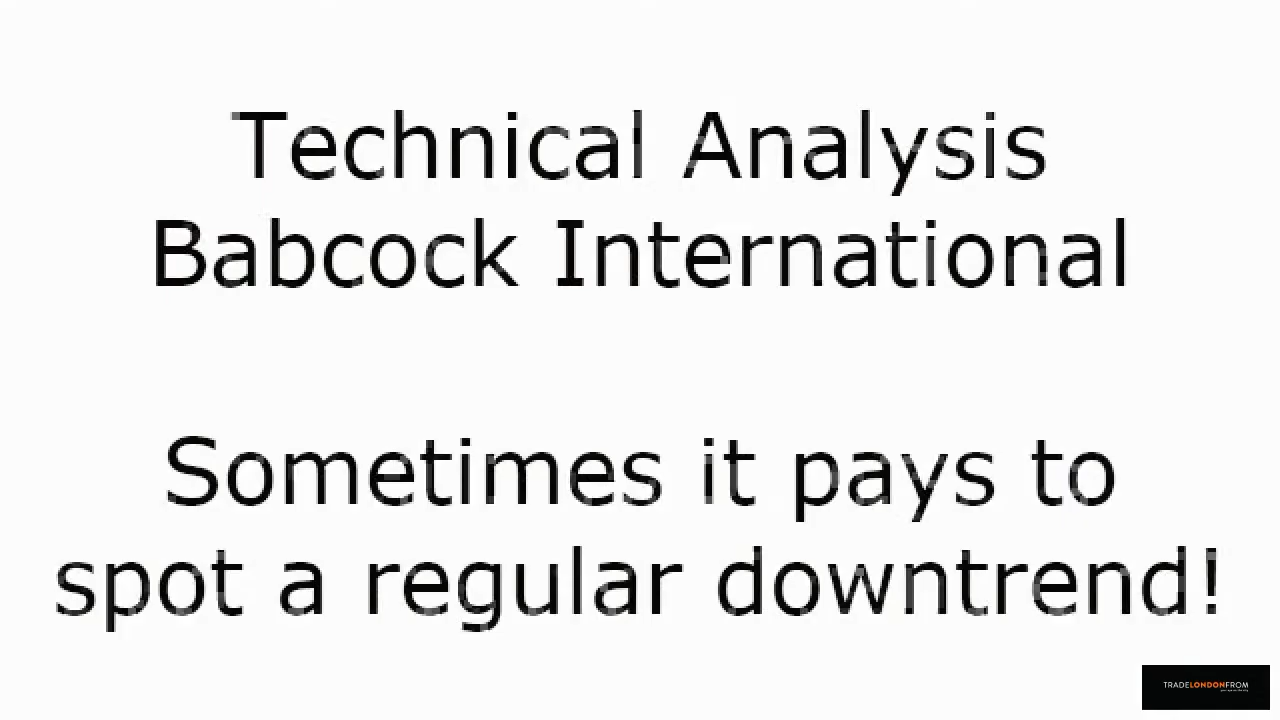 Technical Analysis
Babcock International
Sometimes it pays to
spot a regular downtrend!
TRADELONDONFROM